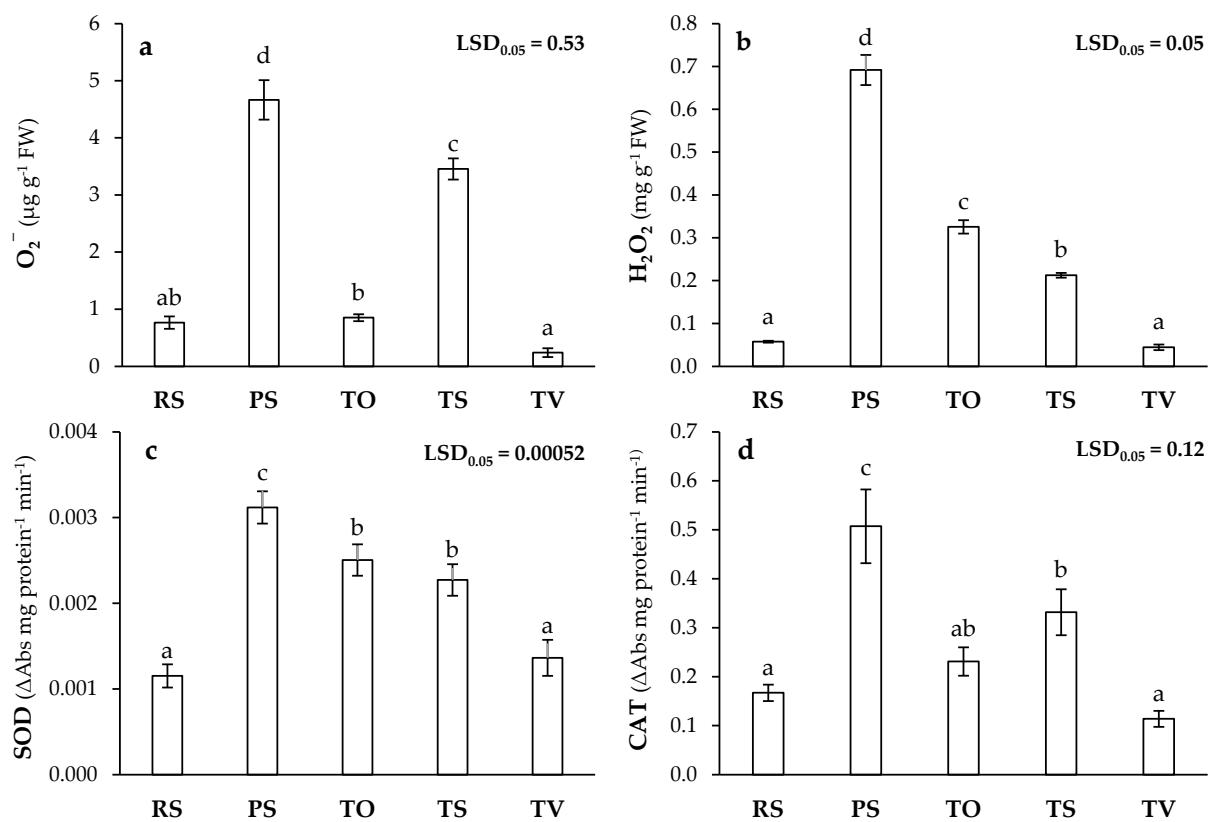 a
LSD0.05 = 0.53
O2‾ (µg g-1 FW)
6
5
4
3
2
1
0
ab
d
b
c
a
RS PS TO TS TV
b
LSD0.05 = 0.05
H2O2 (mg g-1 FW)
0.8
0.7
0.6
0.5
0.4
0.3
0.2
0.1
0.0
a
d
c
b
a
RS PS TO TS TV
c
LSD0.05 = 0.00052
SOD (ΔAbs mg protein-1 min-1)
0.004
0.003
0.002
0.001
0.000
a
c
b
b
a
RS PS TO TS TV
d
LSD0.05 = 0.12
CAT (ΔAbs mg protein-1 min-1)
0.7
0.6
0.5
0.4
0.3
0.2
0.1
0.0
a
c
ab
b
a
RS PS TO TS TV